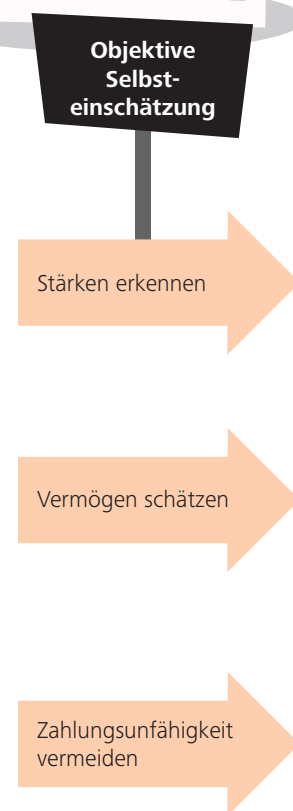 Objektive
Selbst-
einschätzung
Stärken erkennen
Vermögen schätzen
Zahlungsunfähigkeit
vermeiden